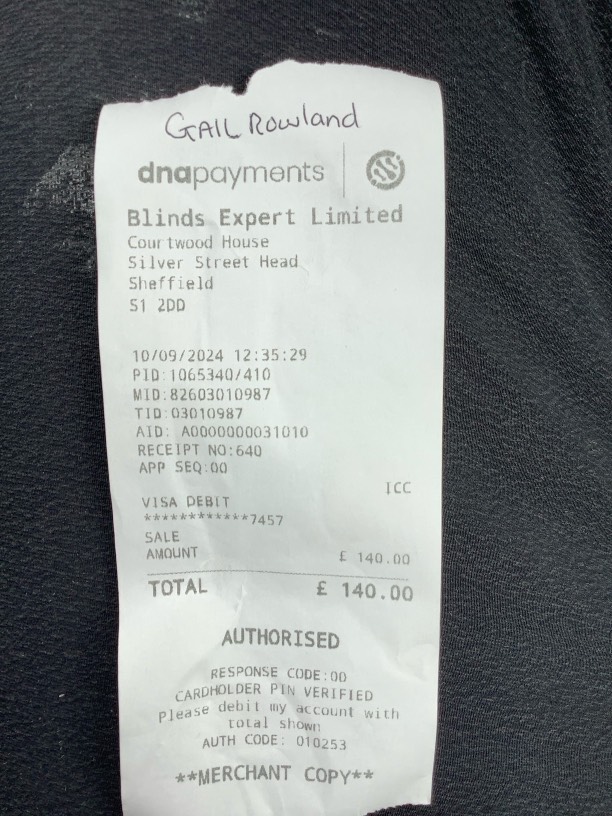 GAIL Rowland
dnapayments
Blinds Expert Limited
Courtwood House
Silver Street Head
Sheffield
S1 2DD
10/09/2024 12:35:29
PID:1065340/410
MID:82603010987
TID:03010987
AID: A0000000031010
RECEIPT NO:640
APP SEQ:00
ICC
VISA DEBIT
************7457
SALE
AMOUNT £ 140.00
TOTAL £ 140.00
AUTHORISED
RESPONSE CODE:00
CARDHOLDER PIN VERIFIED
Please debit my account with
total shown
AUTH CODE: 010253
**MERCHANT COPY**